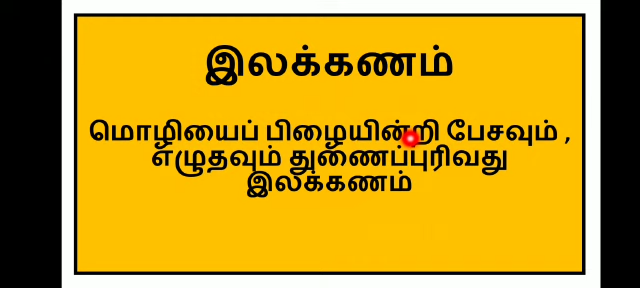 இலக்கணம்
மொழியைப் பிழையின்றி பேசவும் ,
எழுதவும் துணைப்புரிவது
இலக்கணம்